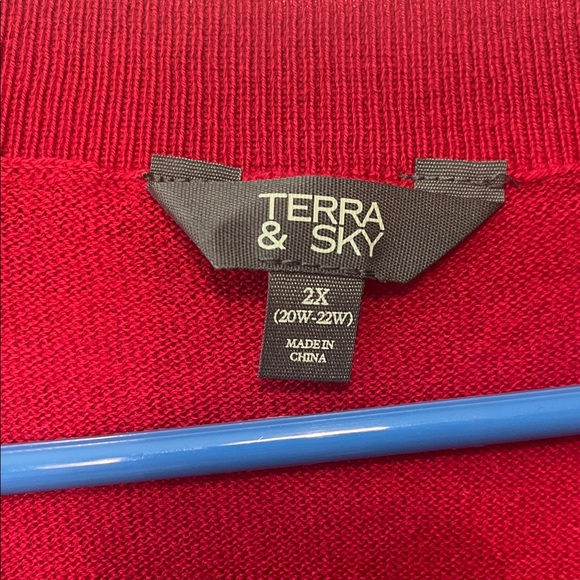 TERRA
& SKY
2X
(20W-22W)
MADE IN
CHINA